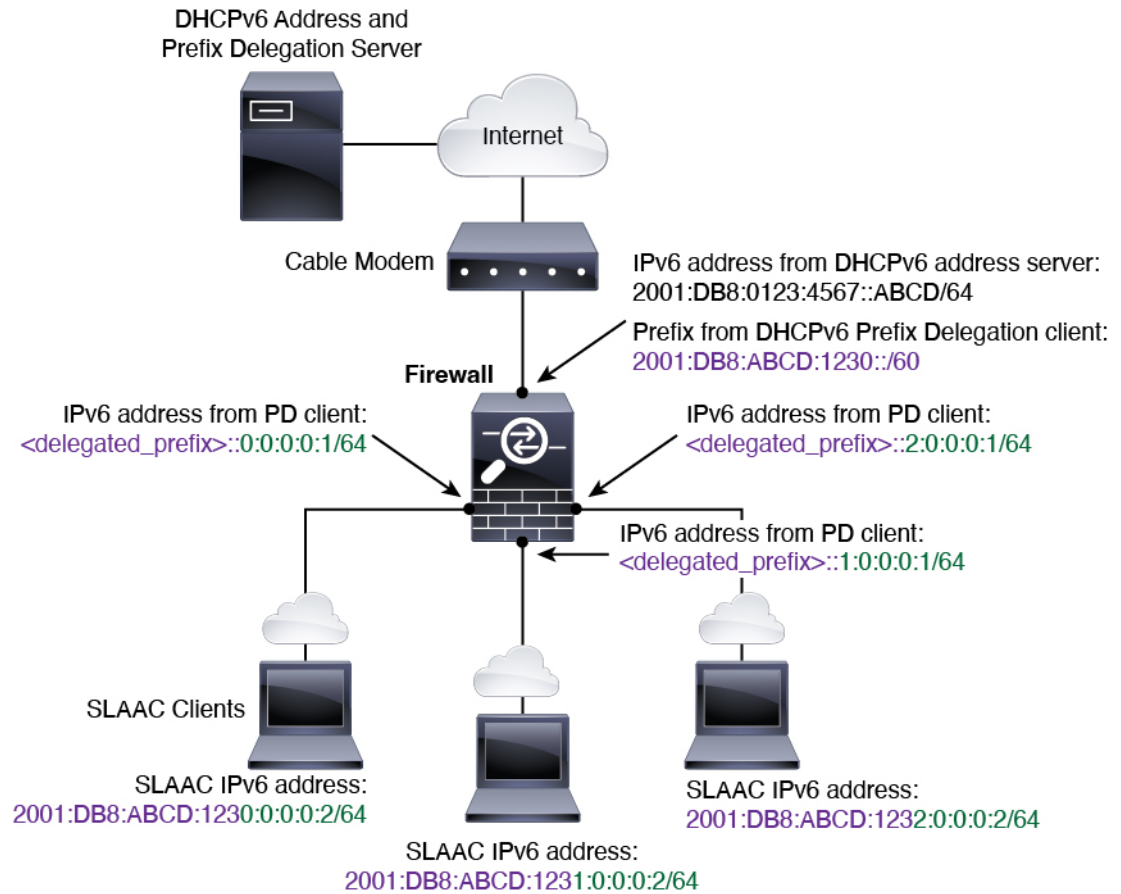 DHCPv6 Address and
Prefix Delegation Server
Internet
Cable Modem
IPv6 address from DHCPv6 address server:
2001:DB8:0123:4567::ABCD/64
Prefix from DHCPv6 Prefix Delegation client:
2001:DB8:ABCD:1230::/60
Firewall
IPv6 address from PD client:
<delegated_prefix>::0:0:0:0:1/64
IPv6 address from PD client:
<delegated_prefix>::2:0:0:0:1/64
IPv6 address from PD client:
<delegated_prefix>::1:0:0:0:1/64
SLAAC Clients
SLAAC IPv6 address:
2001:DB8:ABCD:1230:0:0:0:2/64
SLAAC IPv6 address:
2001:DB8:ABCD:1231:0:0:0:2/64
SLAAC IPv6 address:
2001:DB8:ABCD:1232:0:0:0:2/64